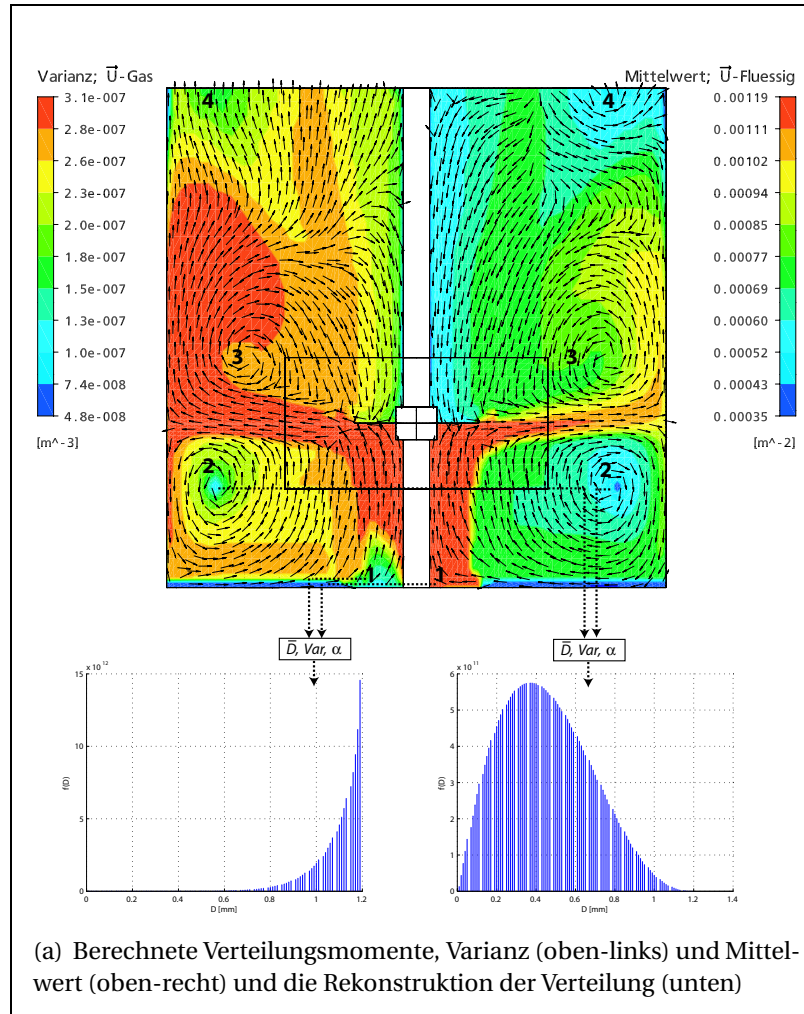 Varianz; U-Gas
Mittelwert; U-Fluessig
3.1e-007
2.8e-007
2.6e-007
2.3e-007
2.0e-007
1.8e-007
1.5e-007
1.3e-007
1.0e-007
7.4e-008
4.8e-008
[m^-3]
0.00119
0.00111
0.00102
0.00094
0.00085
0.00077
0.00069
0.00060
0.00052
0.00043
0.00035
[m^-2]
4
4
3
3
2
2
1
1
D̅, Var, α
D̅, Var, α
x 10^12
15
10
5
0
f(D)
0 0.2 0.4 0.6 0.8 1.0 1.2
D [mm]
6 x 10^11
5
4
3
2
1
0
f(D)
0 0.2 0.4 0.6 0.8 1.0 1.2 1.4
D [mm]
(a) Berechnete Verteilungsmomente, Varianz (oben-links) und Mittel-
wert (oben-recht) und die Rekonstruktion der Verteilung (unten)